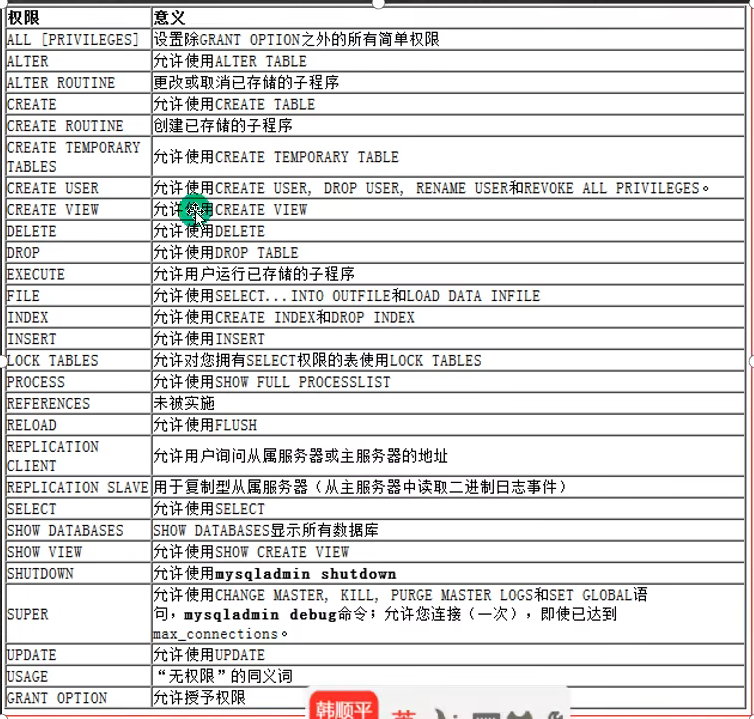 权限 意义
ALL [PRIVILEGES] 设置除GRANT OPTION之外的所有简单权限
ALTER 允许使用ALTER TABLE
ALTER ROUTINE 更改或取消已存储的子程序
CREATE 允许使用CREATE TABLE
CREATE ROUTINE 创建已存储的子程序
CREATE TEMPORARY
TABLES 允许使用CREATE TEMPORARY TABLE
CREATE USER 允许使用CREATE USER, DROP USER, RENAME USER和REVOKE ALL PRIVILEGES。
CREATE VIEW 允许使用CREATE VIEW
DELETE 允许使用DELETE
DROP 允许使用DROP TABLE
EXECUTE 允许用户运行已存储的子程序
FILE 允许使用SELECT...INTO OUTFILE和LOAD DATA INFILE
INDEX 允许使用CREATE INDEX和DROP INDEX
INSERT 允许使用INSERT
LOCK TABLES 允许对您拥有SELECT权限的表使用LOCK TABLES
PROCESS 允许使用SHOW FULL PROCESSLIST
REFERENCES 未被实施
RELOAD 允许使用FLUSH
REPLICATION
CLIENT 允许用户询问从属服务器或主服务器的地址
REPLICATION SLAVE 用于复制型从属服务器（从主服务器中读取二进制日志事件）
SELECT 允许使用SELECT
SHOW DATABASES SHOW DATABASES显示所有数据库
SHOW VIEW 允许使用SHOW CREATE VIEW
SHUTDOWN 允许使用mysqladmin shutdown
SUPER 允许使用CHANGE MASTER, KILL, PURGE MASTER LOGS和SET GLOBAL语
句，mysqladmin debug命令；允许您连接（一次），即使已达到
max_connections。
UPDATE 允许使用UPDATE
USAGE “无权限”的同义词
GRANT OPTION 允许授予权限
韩顺平